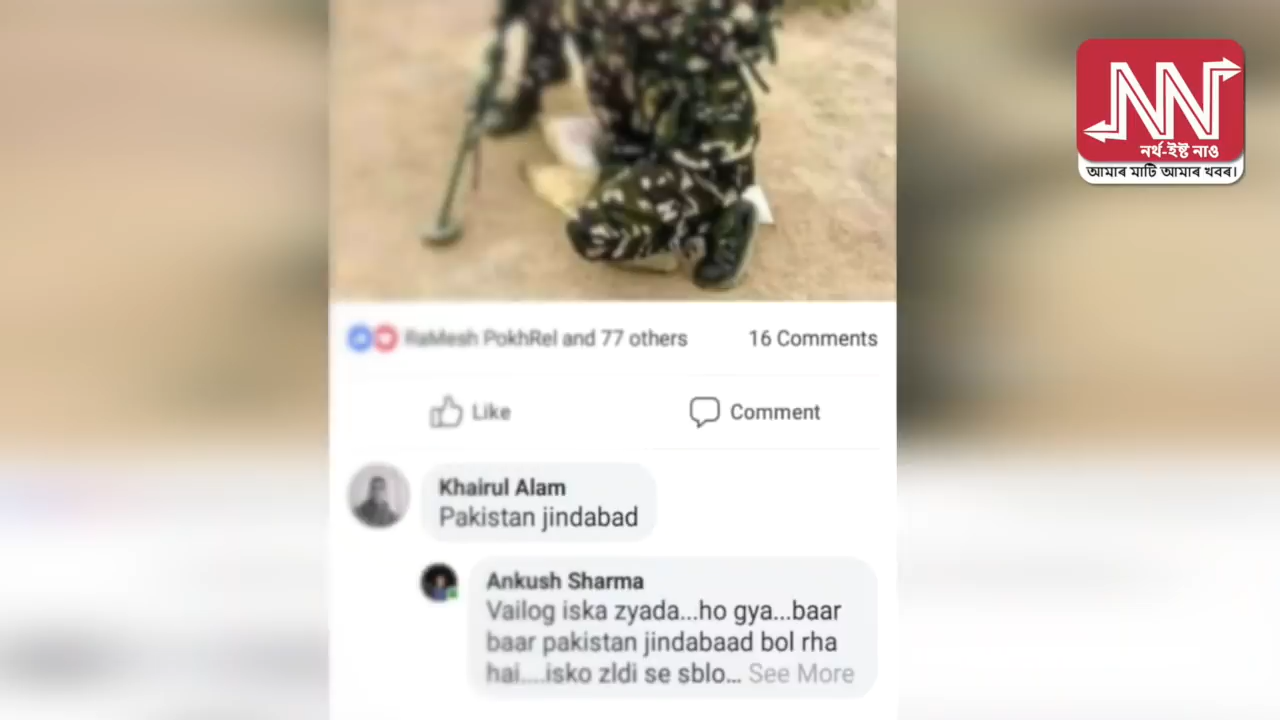 নৰ্থ-ইষ্ট নাও
আমাৰ মাটি আমাৰ খবৰ।
RaMesh PokhRel and 77 others
16 Comments
Like
Comment
Khairul Alam
Pakistan jindabad
Ankush Sharma
Vailog iska zyada...ho gya...baar
baar pakistan jindabaad bol rha
hai....isko zldi se sblo... See More